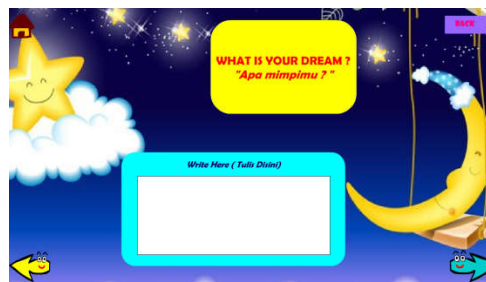 BACK
WHAT IS YOUR DREAM ?
"Apa mimpimu ? "
Write Here ( Tulis Disini)